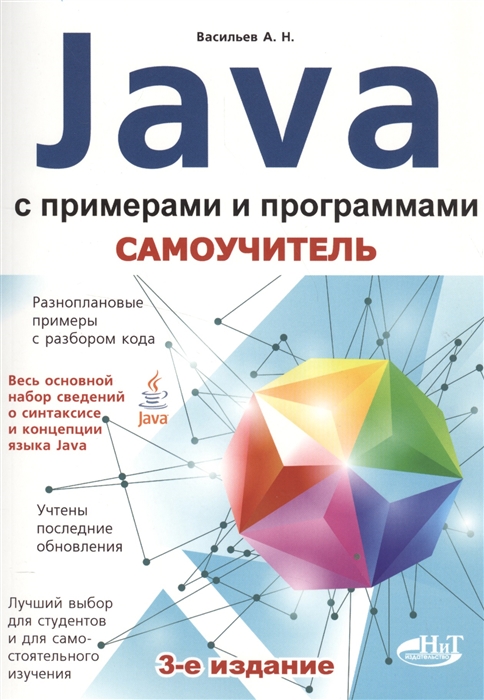 Васильев А. Н.
Java
с примерами и программами
САМОУЧИТЕЛЬ
Разноплановые
примеры
с разбором кода
Весь основной
набор сведений
о синтаксисе
и концепции
языка Java
Java
Учтены
последние
обновления
Лучший выбор
для студентов
и для само-
стоятельного
изучения
3-е издание
НиТ
ИЗДАТЕЛЬСТВО